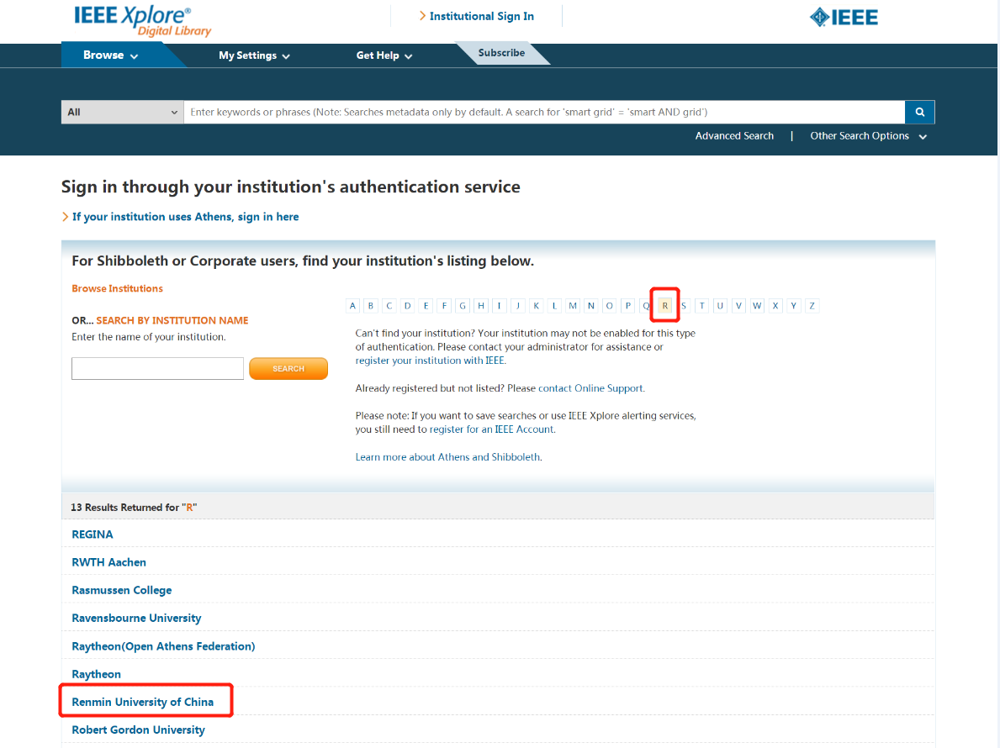 IEEE Xplore®
Digital Library
Institutional Sign In
IEEE
Browse
My Settings
Get Help
Subscribe
All
Enter keywords or phrases (Note: Searches metadata only by default. A search for 'smart grid' = 'smart AND grid')
Advanced Search | Other Search Options
Sign in through your institution's authentication service
If your institution uses Athens, sign in here
For Shibboleth or Corporate users, find your institution's listing below.
Browse Institutions
A B C D E F G H I J K L M N O P Q R S T U V W X Y Z
OR... SEARCH BY INSTITUTION NAME
Enter the name of your institution.
SEARCH
Can't find your institution? Your institution may not be enabled for this type
of authentication. Please contact your administrator for assistance or
register your institution with IEEE.
Already registered but not listed? Please contact Online Support.
Please note: If you want to save searches or use IEEE Xplore alerting services,
you still need to register for an IEEE Account.
Learn more about Athens and Shibboleth.
13 Results Returned for "R"
REGINA
RWTH Aachen
Rasmussen College
Ravensbourne University
Raytheon(Open Athens Federation)
Raytheon
Renmin University of China
Robert Gordon University